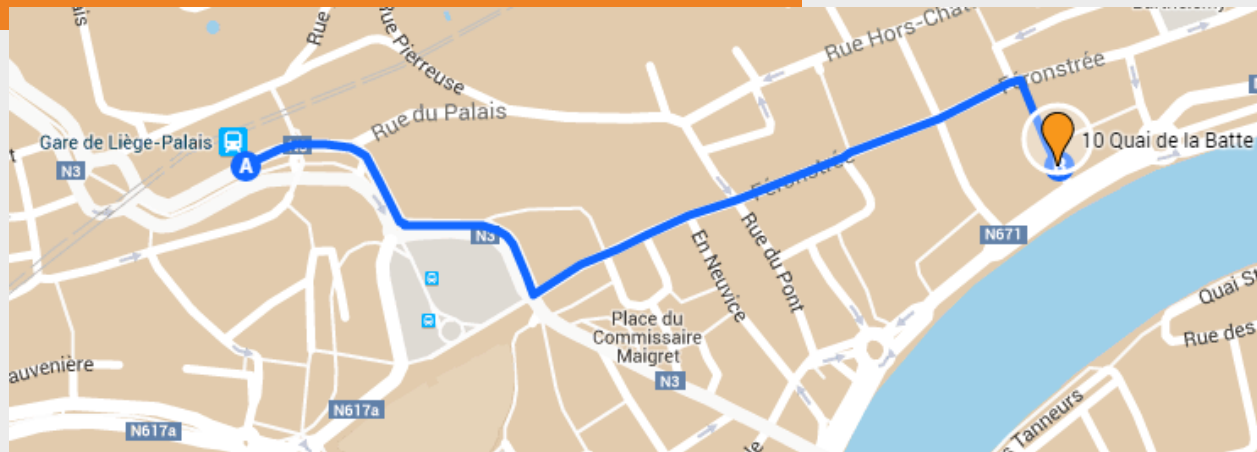 Rue
Rue Pierreuse
Rue Hors-Chât
Féronstrée
Gare de Liège-Palais
A
N3
Rue du Palais
10 Quai de la Batte
N3
Féronstrée
N3
N671
En Neuvice
Rue du Pont
Quai St
Rue des
Place du
Commissaire
Maigret
N3
auvenière
N617a
N617a
s Tanneurs